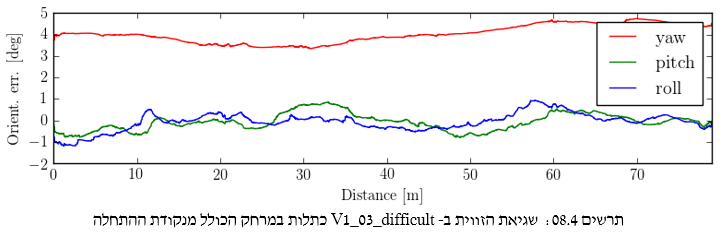 Orient. err. [deg]
5
4
3
2
1
0
−1
−2
yaw
pitch
roll
0 10 20 30 40 50 60 70
Distance [m]
תרשים 08.4: שגיאת הזווית ב- V1_03_difficult כתלות במרחק הכולל מנקודת ההתחלה